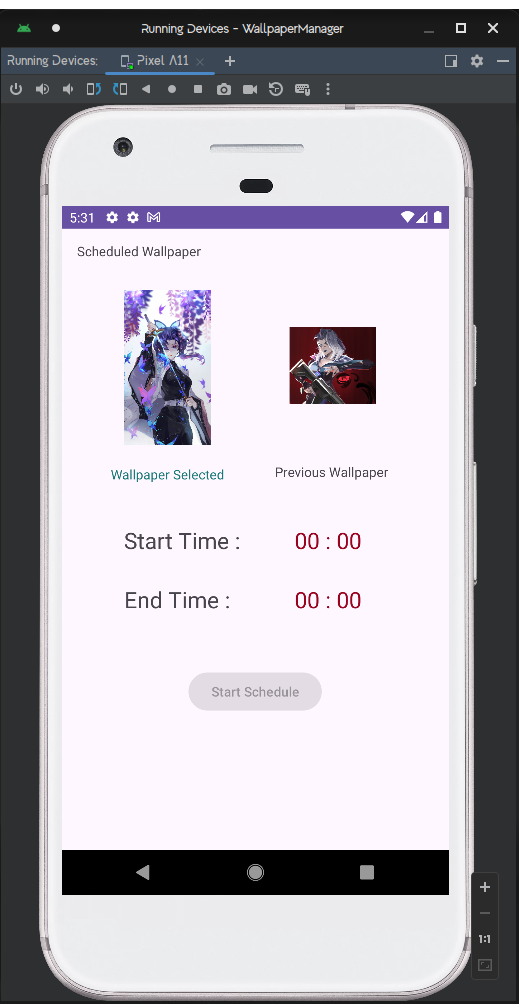 Running Devices - WallpaperManager
Running Devices: Pixel A11
5:31
Scheduled Wallpaper
Wallpaper Selected
Previous Wallpaper
Start Time : 00 : 00
End Time : 00 : 00
Start Schedule
1:1